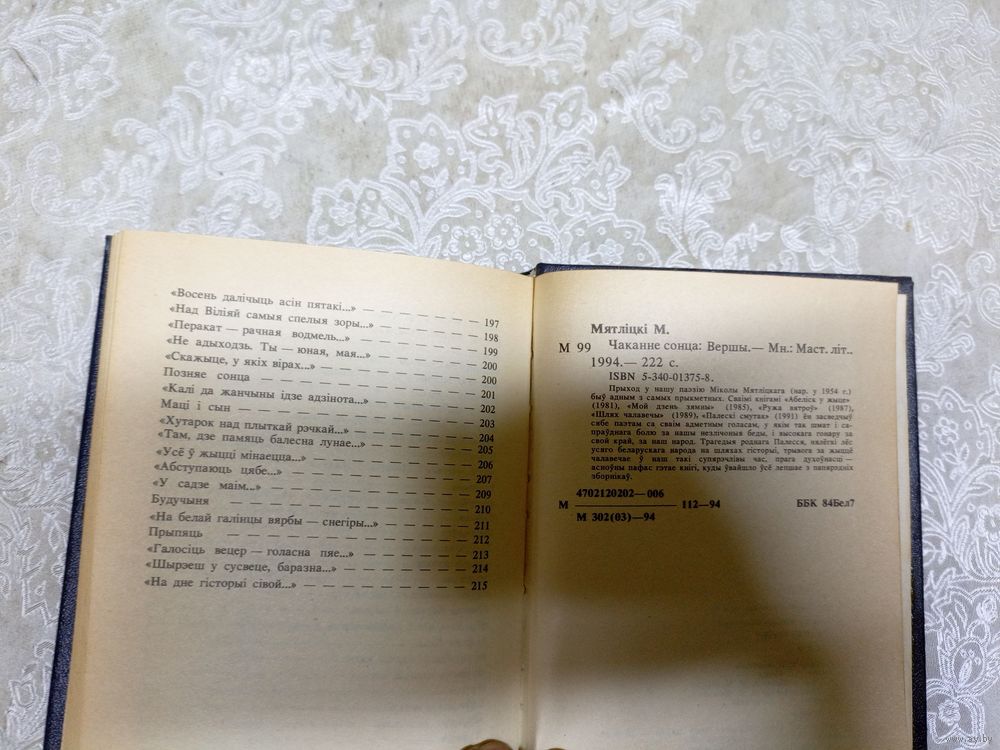 «Восень далічыць асін пятакі...» — — — — — — — 197
«Над Віліяй самыя спелыя зоры...» — — — — — — 198
«Перакат — рачная водмель...» — — — — — — — 199
«Не адыходзь. Ты — юная, мая...» — — — — — — 200
«Скажыце, у якіх вірах...» — — — — — — — — 200
Позняе сонца — — — — — — — — — — — 201
«Калі да жанчыны ідзе адзінота...» — — — — — — 202
Маці і сын — — — — — — — — — — — — 203
«Хутарок над плыткай рэчкай...» — — — — — — — 204
«Там, дзе памяць балесна лунае...» — — — — — — 205
«Усё ў жыцці мінаецца...» — — — — — — — — 206
«Абступаюць цябе...» — — — — — — — — — 207
«У садзе маім...» — — — — — — — — — — 209
Будучыня — — — — — — — — — — — — 210
«На белай галінцы вярбы — снегіры...» — — — — — 211
Прыпяць — — — — — — — — — — — — 212
«Галосіць вецер — голасна пяе...» — — — — — — 213
«Шырэеш у сусвеце, баразна...» — — — — — — — 214
«На дне гісторыі сівой...» — — — — — — — — 215
Мятліцкі М.
М 99 Чаканне сонца: Вершы.— Мн.: Маст. літ..
1994.— 222 с.
ISBN 5-340-01375-8.
Прыход у нашу паэзію Міколы Мятліцкага (нар. у 1954 г.)
быў адным з самых прыкметных. Сваімі кнігамі «Абеліск у жыце»
(1981), «Мой дзень зямны» (1985), «Ружа вятроў» (1987),
«Шлях чалавечы» (1989), «Палескі смутак» (1991) ён засведчыў
сябе паэтам са сваім адметным голасам, у якім так шмат і са-
праўднага болю за нашы незлічоныя беды, і высокага гонару за
свой край, за наш народ. Трагедыя роднага Палесся, нялёгкі лёс
усяго беларускага народа на шляхах гісторыі, трывога за жыццё
чалавечае ў наш такі супярэчлівы час, прага духоўнасці —
асноўны пафас гэтае кнігі, куды ўвайшло ўсё лепшае з папярэдніх
зборнікаў.
4702120202—006
М ———— 112—94 ББК 84Бел7
М 302(03)—94
www.ay.by